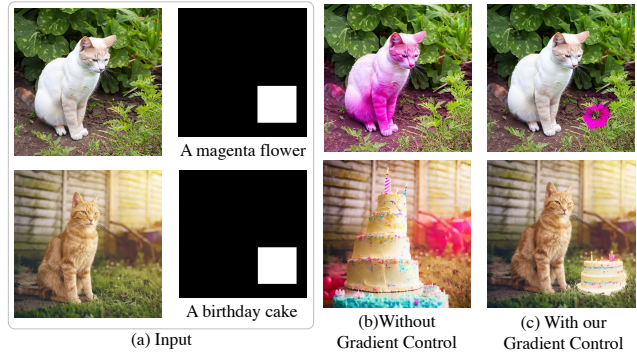 A magenta flower
A birthday cake
(a) Input
(b)Without
Gradient Control
(c) With our
Gradient Control